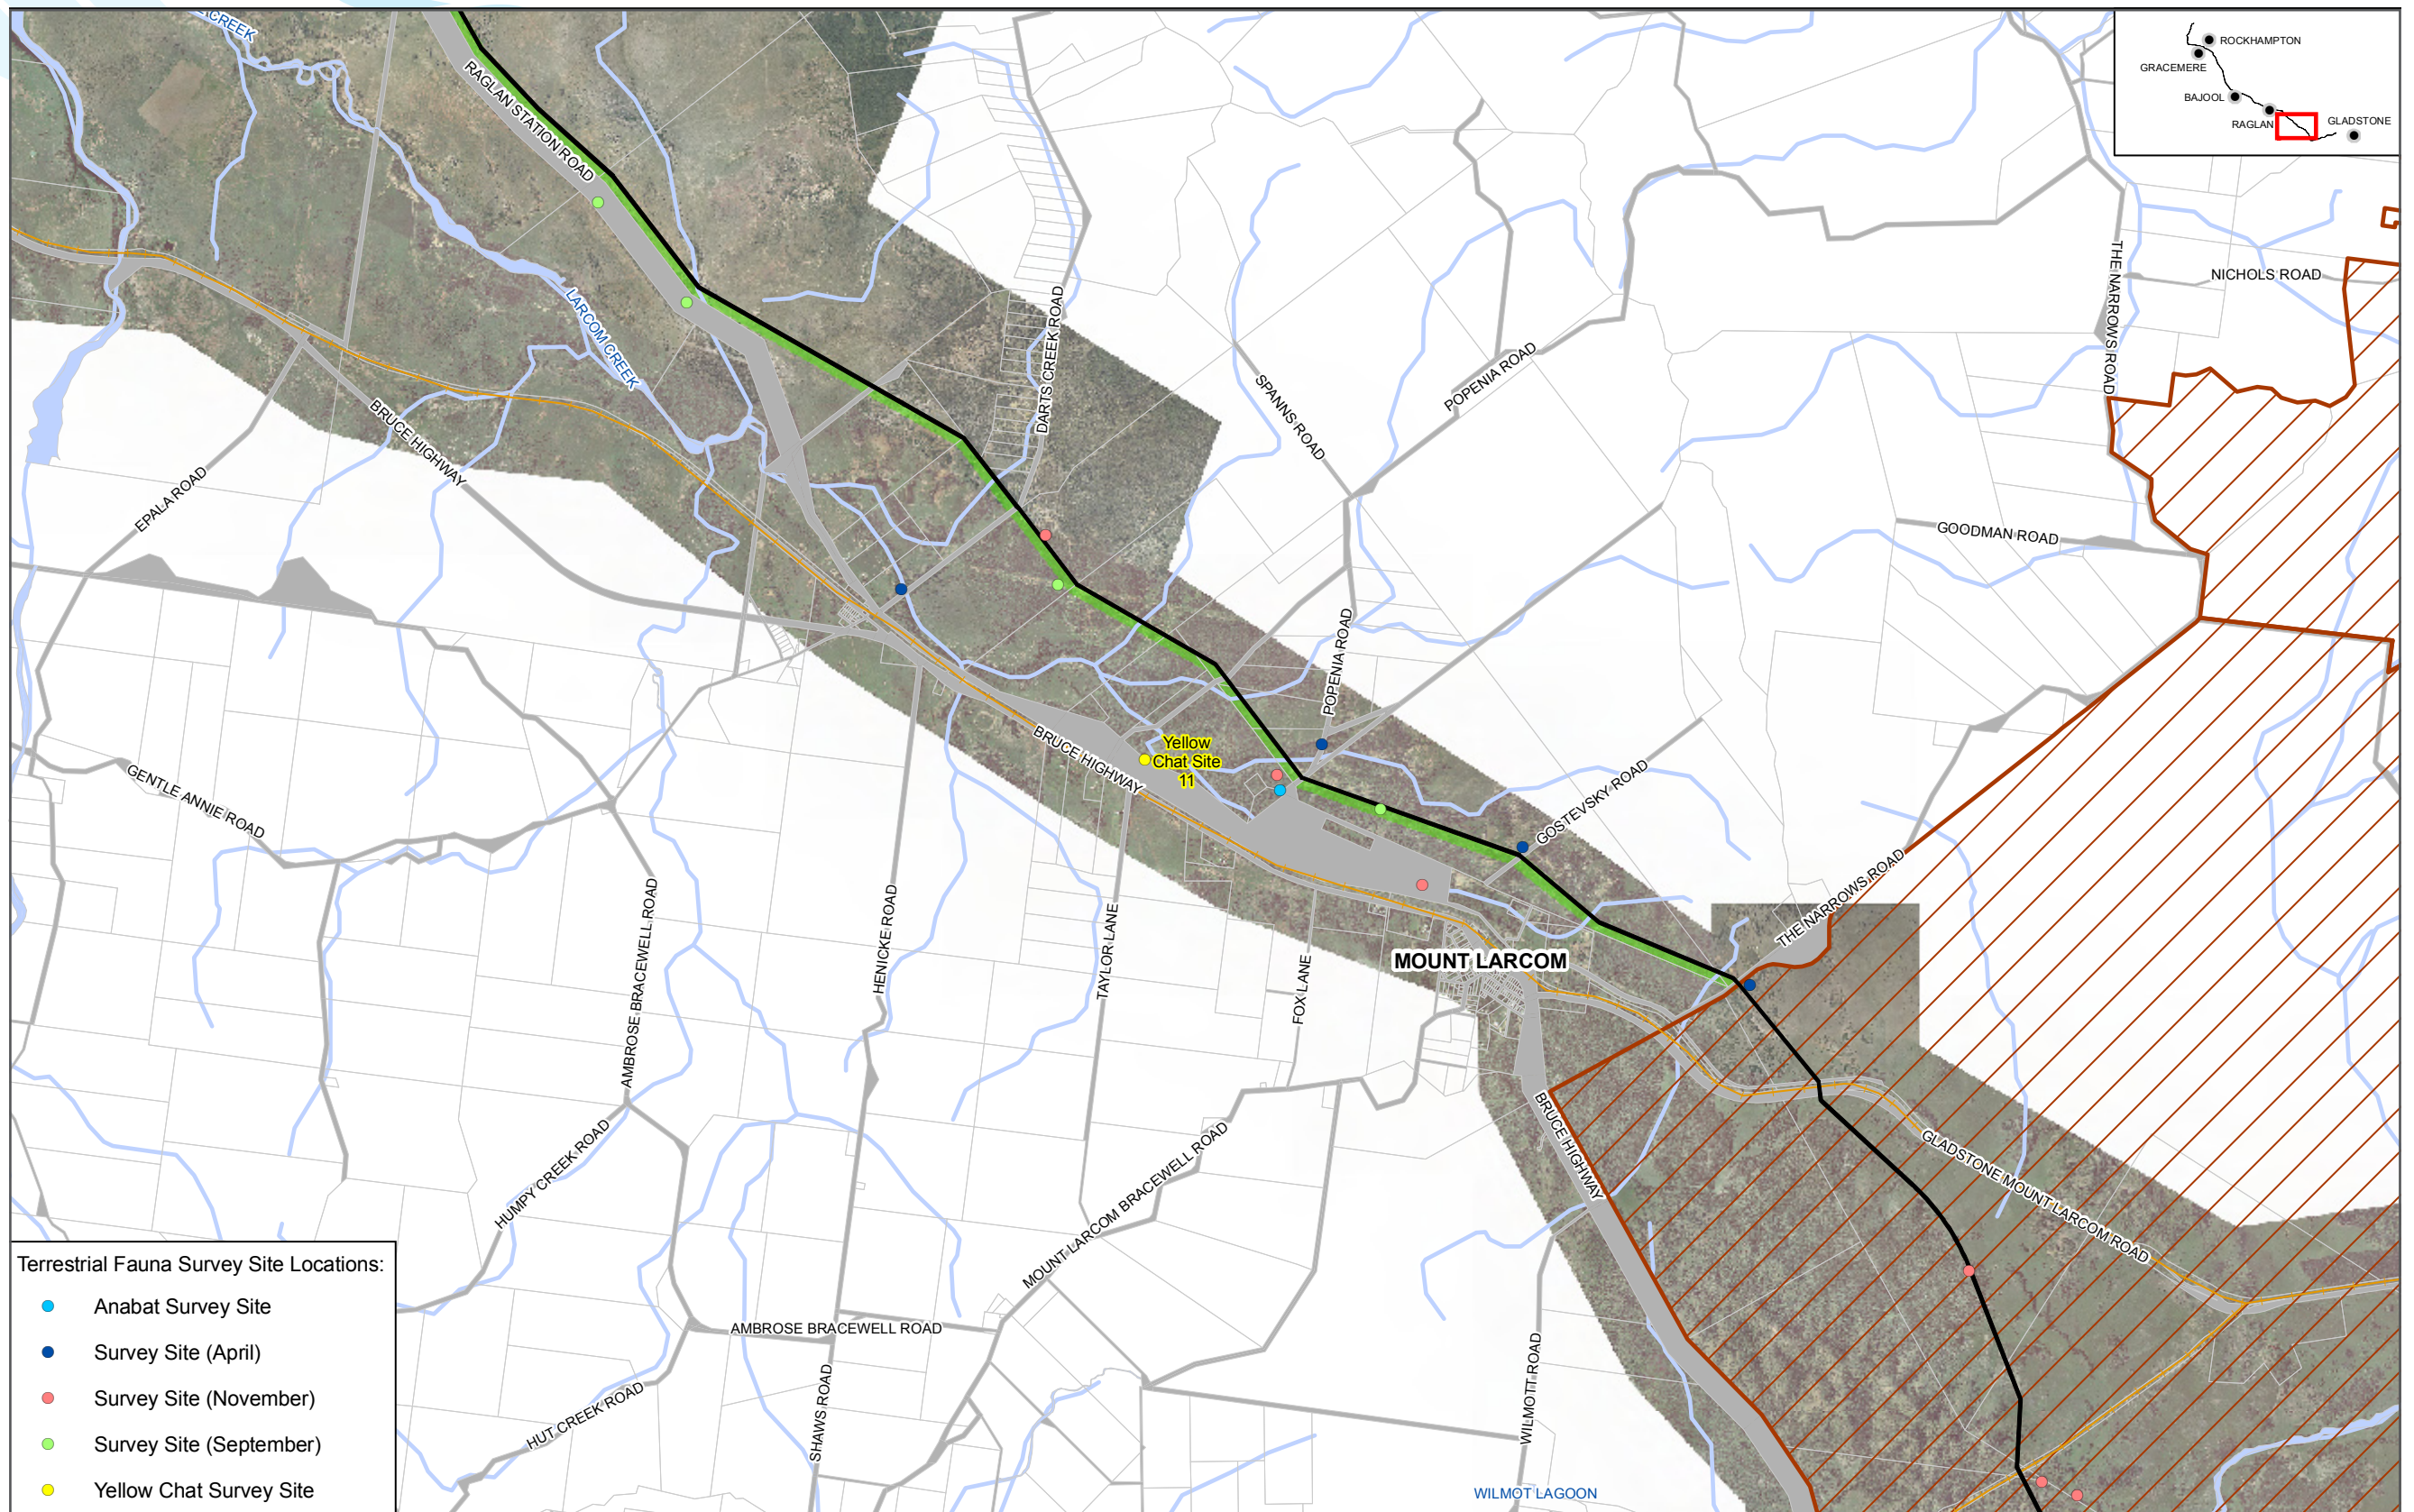 CREEK
RAGLAN STATION ROAD
ROCKHAMPTON
GRACEMERE
BAJOOL
RAGLAN
GLADSTONE
THE NARROWS ROAD
NICHOLS ROAD
LARCOM CREEK
DARTS CREEK ROAD
SPANNS ROAD
POPENIA ROAD
BRUCE HIGHWAY
EPALA ROAD
GOODMAN ROAD
POPENIA ROAD
BRUCE HIGHWAY
Yellow
Chat Site
11
GENTLE ANNIE ROAD
GOSTEVSKY ROAD
THE NARROWS ROAD
AMBROSE BRACEWELL ROAD
HENICKE ROAD
TAYLOR LANE
FOX LANE
MOUNT LARCOM
BRUCE HIGHWAY
GLADSTONE MOUNT LARCOM ROAD
HUMPY CREEK ROAD
MOUNT LARCOM BRACEWELL ROAD
AMBROSE BRACEWELL ROAD
WILMOTT ROAD
SHAWS ROAD
HUT CREEK ROAD
WILMOT LAGOON
Terrestrial Fauna Survey Site Locations:
Anabat Survey Site
Survey Site (April)
Survey Site (November)
Survey Site (September)
Yellow Chat Survey Site